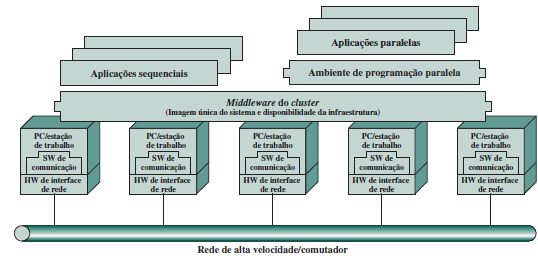 Aplicações paralelas
Aplicações sequenciais
Ambiente de programação paralela
Middleware do cluster
(Imagem única do sistema e disponibilidade da infraestrutura)
PC/estação
de trabalho
SW de
comunicação
HW de interface
de rede
PC/estação
de trabalho
SW de
comunicação
HW de interface
de rede
PC/estação
de trabalho
SW de
comunicação
HW de interface
de rede
PC/estação
de trabalho
SW de
comunicação
HW de interface
de rede
PC/estação
de trabalho
SW de
comunicação
HW de interface
de rede
Rede de alta velocidade/comutador